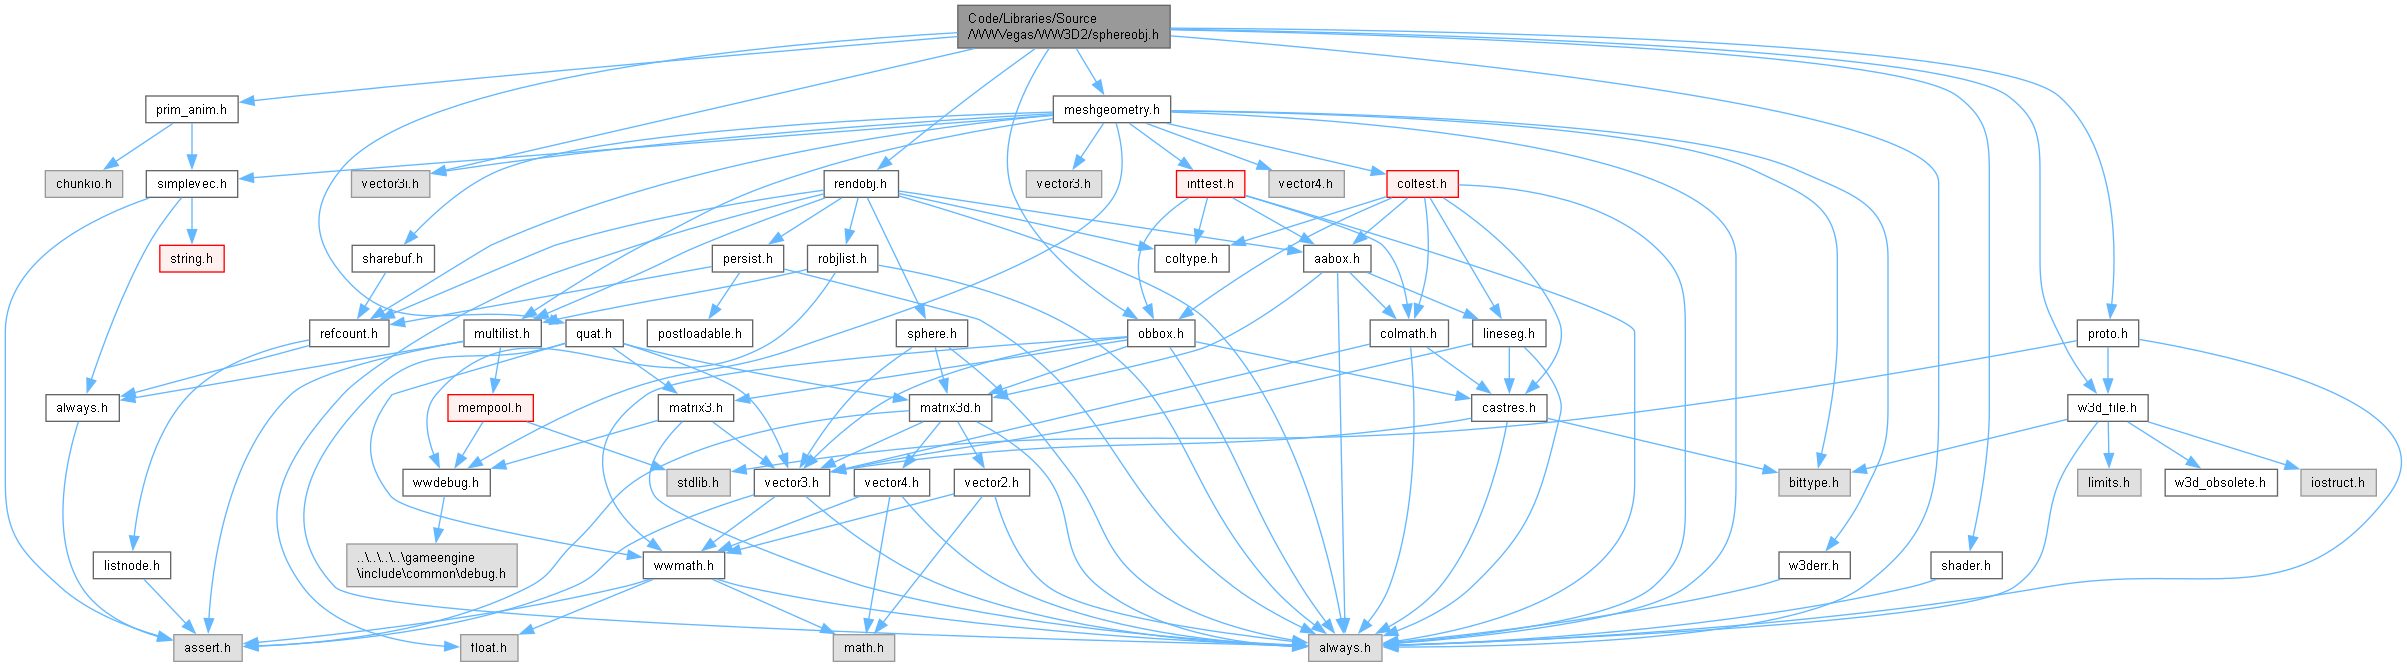 Code/Libraries/Source
/WWVegas/WW3D2/sphereobj.h
prim_anim.h
meshgeometry.h
chunkio.h
simplevec.h
vector3i.h
rendobj.h
vector3.h
inttest.h
vector4.h
coltest.h
string.h
sharebuf.h
persist.h
robjlist.h
coltype.h
aabox.h
refcount.h
multilist.h
quat.h
postloadable.h
sphere.h
obbox.h
colmath.h
lineseg.h
proto.h
always.h
mempool.h
matrix3.h
matrix3d.h
castres.h
w3d_file.h
wwdebug.h
stdlib.h
vector3.h
vector4.h
vector2.h
bittype.h
limits.h
w3d_obsolete.h
iostruct.h
listnode.h
..\..\..\..\gameengine
\include\common\debug.h
wwmath.h
w3derr.h
shader.h
assert.h
float.h
math.h
always.h